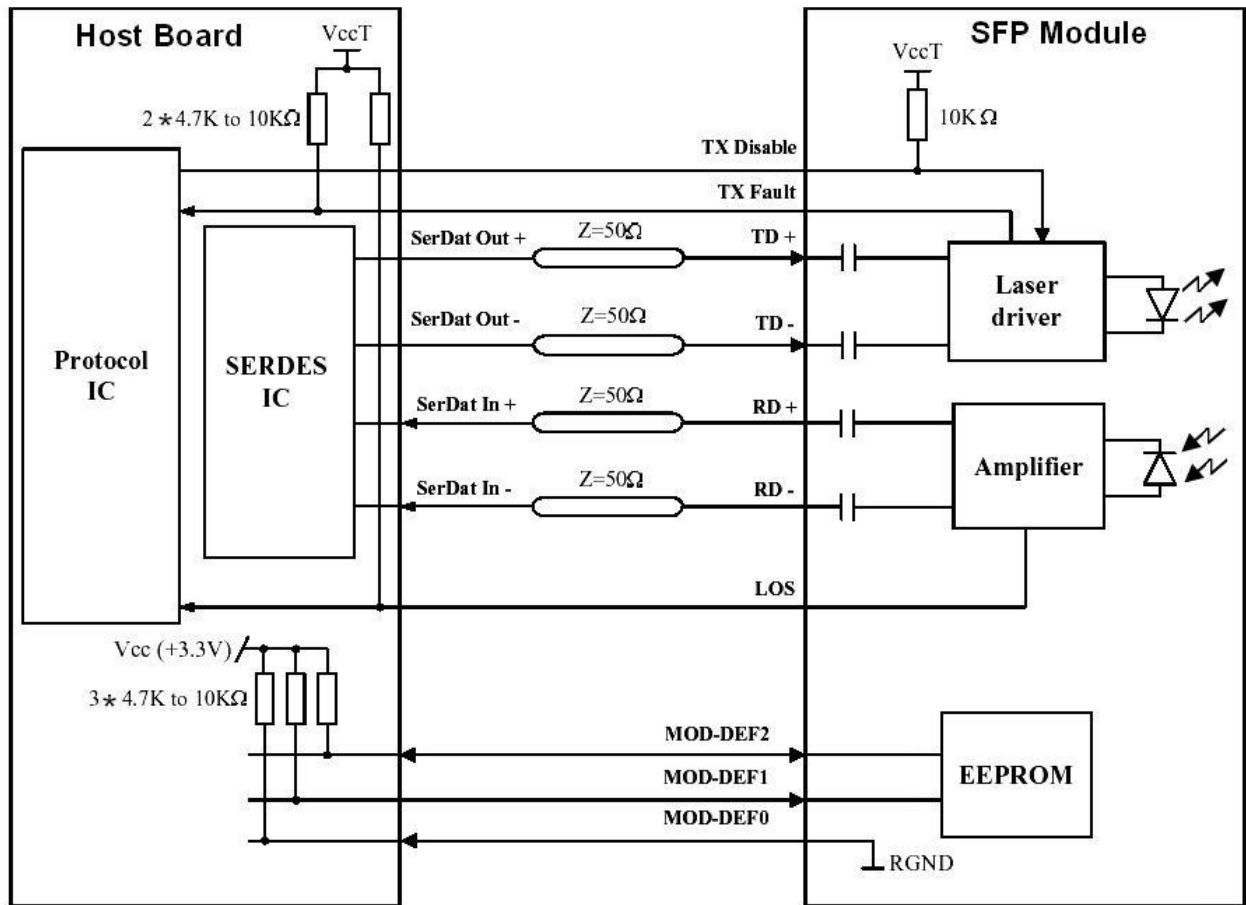 Host Board
SFP Module
VccT
VccT
2*4.7K to 10KΩ
10KΩ
TX Disable
TX Fault
SerDat Out +
Z=50Ω
TD +
SerDat Out -
Z=50Ω
TD -
Laser
driver
Protocol
IC
SERDES
IC
SerDat In +
Z=50Ω
RD +
SerDat In -
Z=50Ω
RD -
Amplifier
LOS
Vcc (+3.3V)
3*4.7K to 10KΩ
MOD-DEF2
MOD-DEF1
MOD-DEF0
EEPROM
RGND